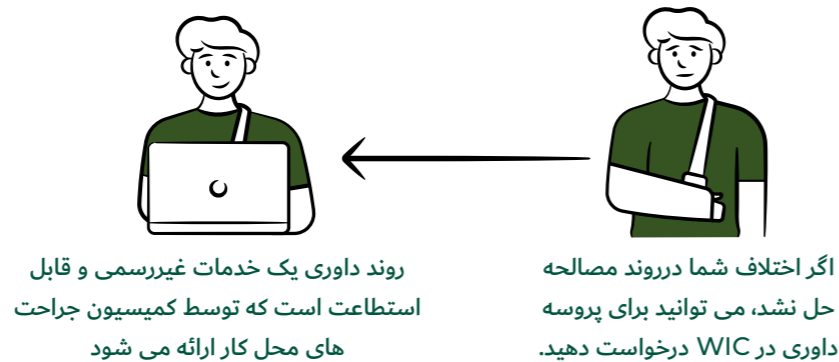 اگر اختلاف شما درروند مصالحه
حل نشد، می توانید برای پروسه
داوری در WIC درخواست دهید.
روند داوری یک خدمات غیررسمی و قابل
استطاعت است که توسط کمیسیون جراحت
های محل کار ارائه می شود